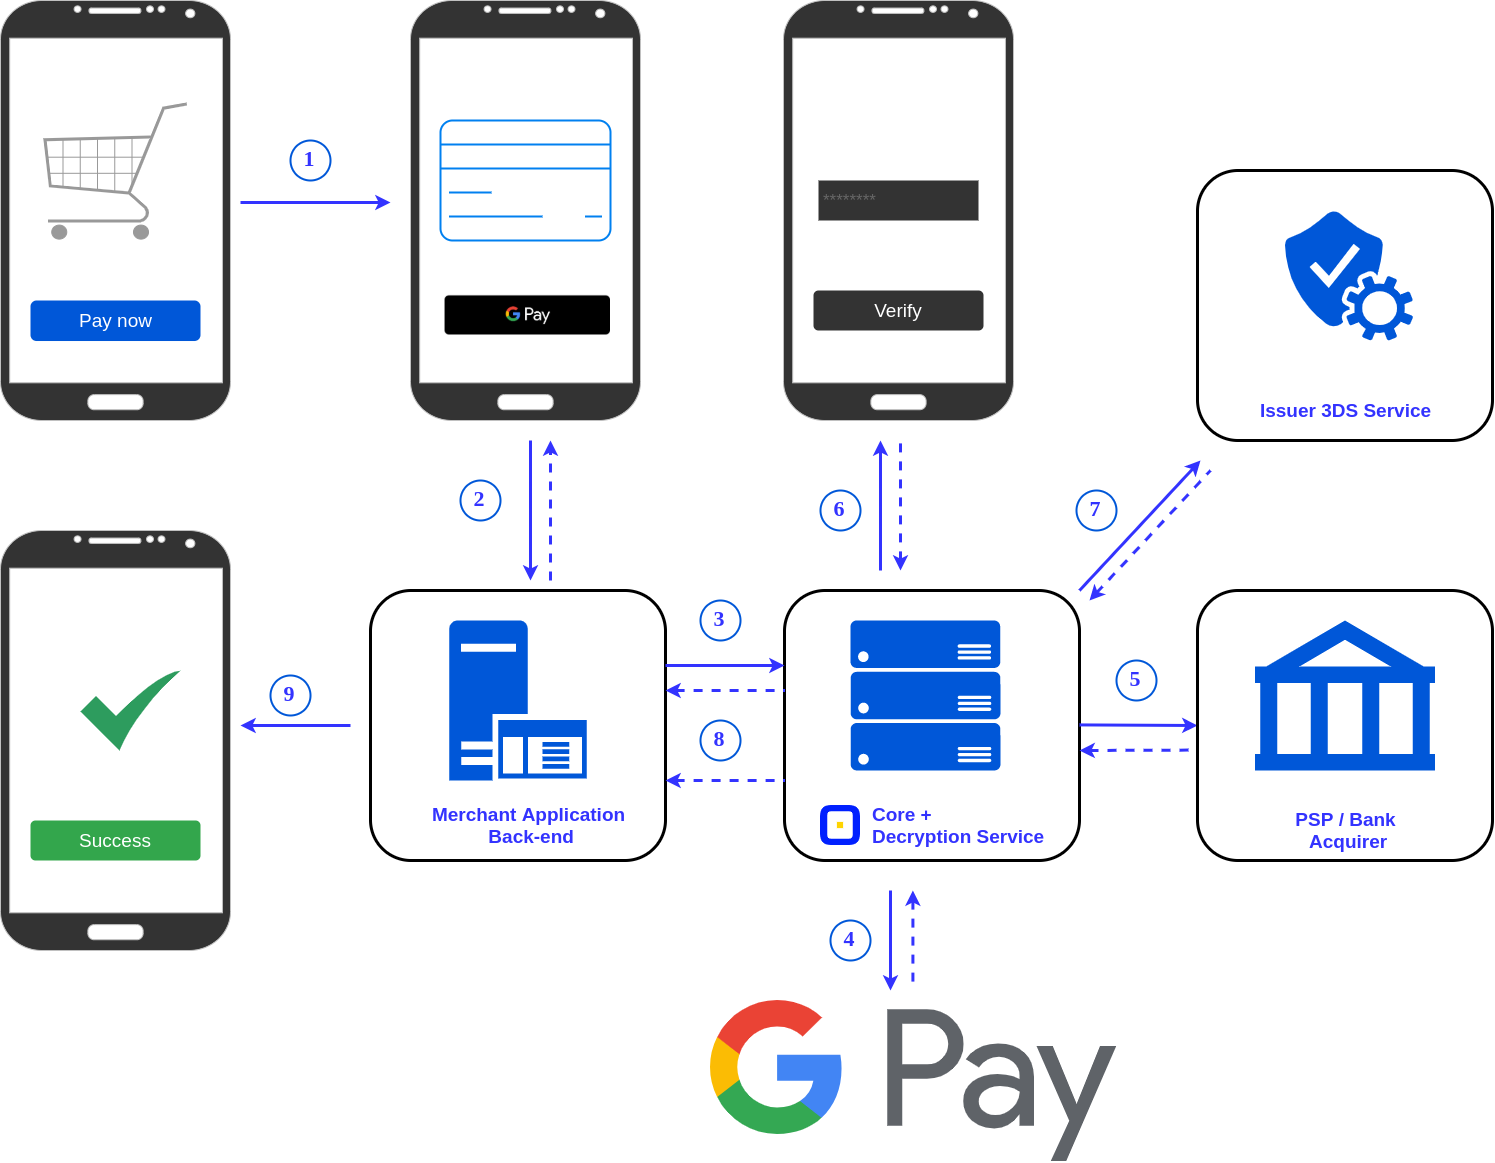 1
Pay now
G Pay
********
Verify
Issuer 3DS Service
2
6
7
3
5
9
8
Success
Merchant Application
Back-end
Core +
Decryption Service
PSP / Bank
Acquirer
4
G Pay